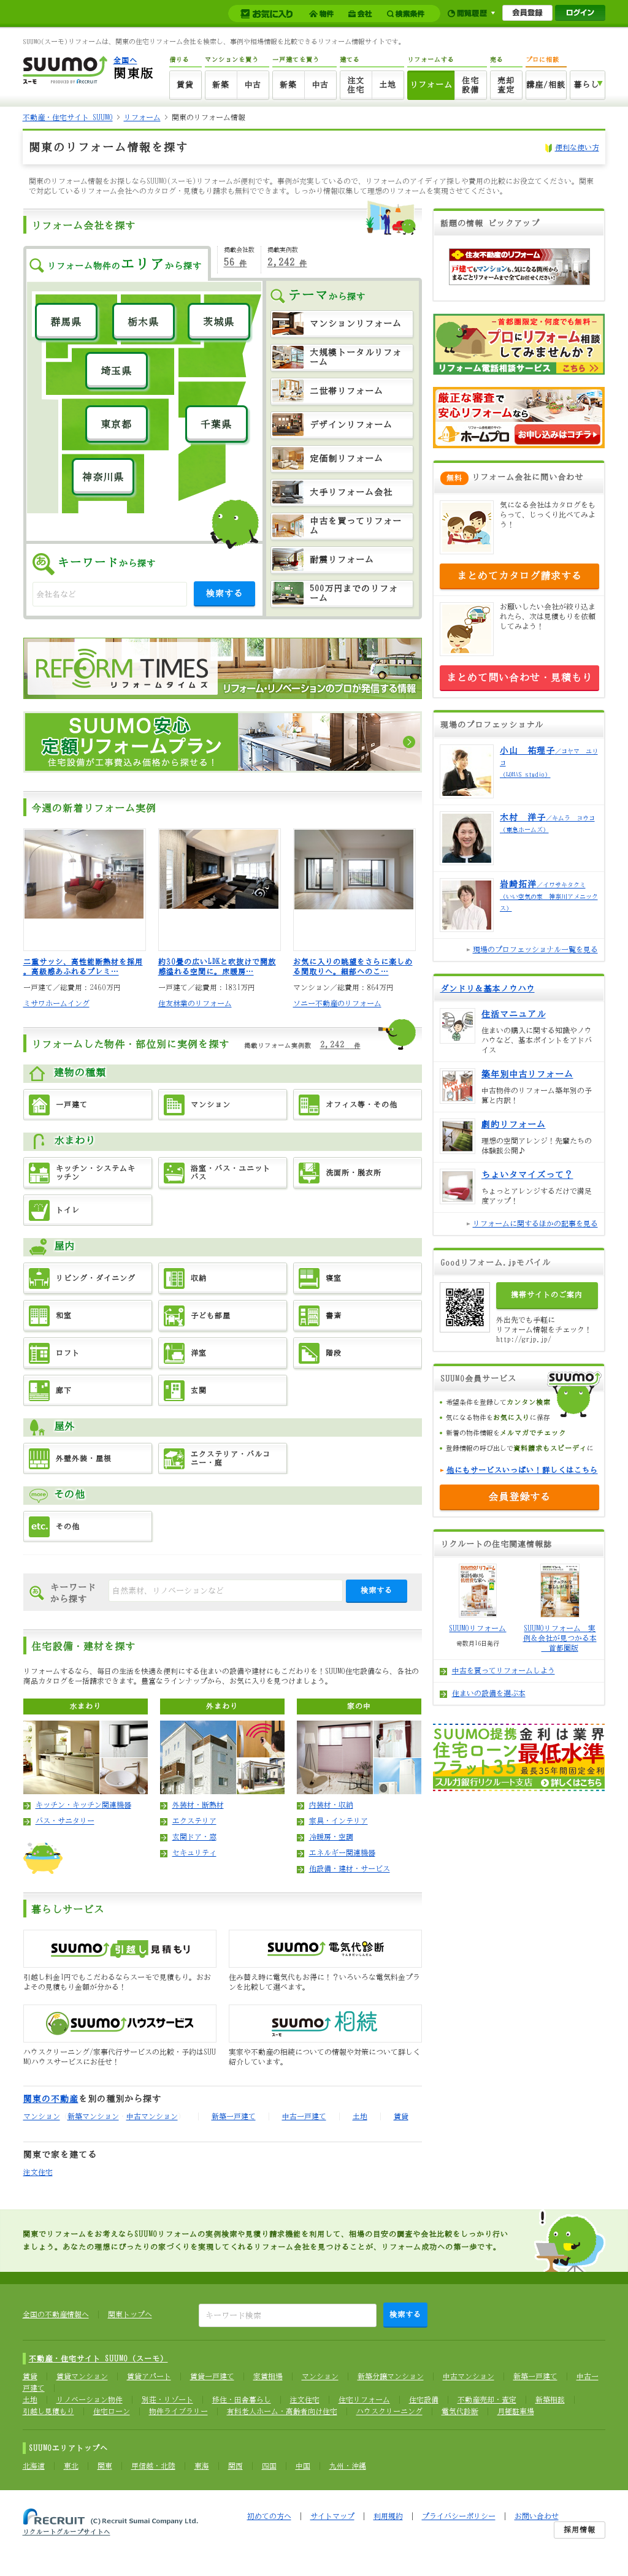 お気に入り 物件 会社 検索条件 閲覧履歴 会員登録 ログイン
SUUMO(スーモ)リフォームは、関東の住宅リフォーム会社を検索し、事例や相場情報を比較できるリフォーム情報サイトです。
SUUMO スーモ 全国へ 関東版
借りる マンションを買う 一戸建てを買う 建てる リフォームする 売る プロに相談
賃貸 新築 中古 新築 中古 注文住宅 土地 リフォーム 住宅設備 売却査定 講座/相談 暮らし
不動産・住宅サイト SUUMO > リフォーム > 関東のリフォーム情報
関東のリフォーム情報を探す
便利な使い方
関東のリフォーム情報をお探しならSUUMO(スーモ)リフォームが便利です。事例が充実しているので、リフォームのアイディア探しや費用の比較にお役立てください。関東
で対応しているリフォーム会社へのカタログ・見積もり請求も無料でできます。しっかり情報収集して理想のリフォームを実現させてください。
リフォーム会社を探す
リフォーム物件のエリアから探す
掲載会社数 56 件
掲載実例数 2,242 件
群馬県 栃木県 茨城県
埼玉県
東京都 千葉県
神奈川県
キーワードから探す
会社名など 検索する
テーマから探す
マンションリフォーム
大規模トータルリフォーム
二世帯リフォーム
デザインリフォーム
定価制リフォーム
大手リフォーム会社
中古を買ってリフォーム
耐震リフォーム
500万円までのリフォーム
REFORM TIMES
リフォームタイムズ
リフォーム・リノベーションのプロが発信する情報
SUUMO安心
定額リフォームプラン
住宅設備が工事費込み価格から探せる！
今週の新着リフォーム実例
二重サッシ、高性能断熱材を採用。高級感あふれるプレミ…
一戸建て／総費用：2460万円
ミサワホームイング
約30畳の広いLDKと吹抜けで開放感溢れる空間に。床暖房…
一戸建て／総費用：1831万円
住友林業のリフォーム
お気に入りの眺望をさらに楽しめる間取りへ。細部へのこ…
マンション／総費用：864万円
ソニー不動産のリフォーム
リフォームした物件・部位別に実例を探す 掲載リフォーム実例数 2,242 件
建物の種類
一戸建て マンション オフィス等・その他
水まわり
キッチン・システムキッチン 浴室・バス・ユニットバス 洗面所・脱衣所
トイレ
屋内
リビング・ダイニング 収納 寝室
和室 子ども部屋 書斎
ロフト 洋室 階段
廊下 玄関
屋外
外壁外装・屋根 エクステリア・バルコニー・庭
その他
etc. その他
キーワードから探す 自然素材、リノベーションなど 検索する
住宅設備・建材を探す
リフォームするなら、毎日の生活を快適な便利にする住まいの設備や建材にもこだわりを！SUUMO住宅設備なら、各社の
商品カタログを一括請求できます。豊富なラインナップから、お気に入りを見つけましょう。
水まわり 外まわり 家の中
キッチン・キッチン関連機器
バス・サニタリー
外装材・断熱材
エクステリア
玄関ドア・窓
セキュリティ
内装材・収納
家具・インテリア
冷暖房・空調
エネルギー関連機器
他設備・建材・サービス
暮らしサービス
SUUMO 引越し見積もり
引越し料金1円でもこだわるならスーモで見積もり。おおよその見積もり金額が分かる！
SUUMO 電気代診断
住み替え時に電気代もお得に！？いろいろな電気料金プランを比較して選べます。
SUUMO ハウスサービス
ハウスクリーニング/家事代行サービスの比較・予約はSUUMOハウスサービスにお任せ！
SUUMO 相続
実家や不動産の相続についての情報や対策について詳しく紹介しています。
関東の不動産を別の種別から探す
マンション 新築マンション 中古マンション 新築一戸建て 中古一戸建て 土地 賃貸
関東で家を建てる
注文住宅
話題の情報 ピックアップ
住友不動産のリフォーム
戸建てもマンションも、気になる箇所からまるごとリフォームまで全てお任せください！
～首都圏限定・何度でも無料～
プロにリフォーム相談してみませんか？
リフォーム電話相談サービス こちら
厳正な審査で安心リフォームなら
ホームプロ お申し込みはコチラ
無料 リフォーム会社に問い合わせ
気になる会社はカタログをもらって、じっくり比べてみよう！
まとめてカタログ請求する
お願いしたい会社が絞り込まれたら、次は見積もりを依頼してみよう！
まとめて問い合わせ・見積もり
現場のプロフェッショナル
小山 祐理子／コヤマ ユリコ
木村 洋子／キムラ ヨウコ
（東急ホームズ）
岩崎拓洋／イワサキタクミ
（いい空気の家 神奈川アメニックス）
現場のプロフェッショナル一覧を見る
ダンドリ＆基本ノウハウ
住活マニュアル
住まいの購入に関する知識やノウハウなど、基本ポイントをアドバイス
築年別中古リフォーム
中古物件のリフォーム築年別の予算と内訳！
劇的リフォーム
理想の空間アレンジ！先輩たちの体験談公開♪
ちょいタマイズって？
ちょっとアレンジするだけで満足度アップ！
リフォームに関するほかの記事を見る
Goodリフォーム.jpモバイル
携帯サイトのご案内
外出先でも手軽に
リフォーム情報をチェック！
http://grjp.jp/
SUUMO会員サービス
希望条件を登録してカンタン検索
気になる物件をお気に入りに保存
新着の物件情報をメルマガでチェック
登録情報の呼び出しで資料請求もスピーディに
他にもサービスいっぱい！詳しくはこちら
会員登録する
リクルートの住宅関連情報誌
SUUMOリフォーム
奇数月16日発行
SUUMOリフォーム 実例＆会社が見つかる本 首都圏版
中古を買ってリフォームしよう
住まいの設備を選ぶ本
SUUMO提携 住宅ローン フラット35 金利は業界最低水準 最長35年間固定金利
スルガ銀行リクルート支店 詳しくはこちら
関東でリフォームをお考えならSUUMOリフォームの実例検索や見積り請求機能を利用して、相場の目安の調査や会社比較をしっかり行い
ましょう。あなたの理想にぴったりの家づくりを実現してくれるリフォーム会社を見つけることが、リフォーム成功への第一歩です。
全国の不動産情報へ 関東トップへ キーワード検索 検索する
不動産・住宅サイト SUUMO（スーモ）
賃貸 賃貸マンション 賃貸アパート 賃貸一戸建て 家賃相場 マンション 新築分譲マンション 中古マンション 新築一戸建て 中古一戸建て
土地 リノベーション物件 別荘・リゾート 移住・田舎暮らし 注文住宅 住宅リフォーム 住宅設備 不動産売却・査定 新築相談
引越し見積もり 住宅ローン 物件ライブラリー 有料老人ホーム・高齢者向け住宅 ハウスクリーニング 電気代診断 月極駐車場
SUUMOエリアトップへ
北海道 東北 関東 甲信越・北陸 東海 関西 四国 中国 九州・沖縄
RECRUIT (C) Recruit Sumai Company Ltd.
リクルートグループサイトへ
初めての方へ | サイトマップ | 利用規約 | プライバシーポリシー | お問い合わせ
採用情報